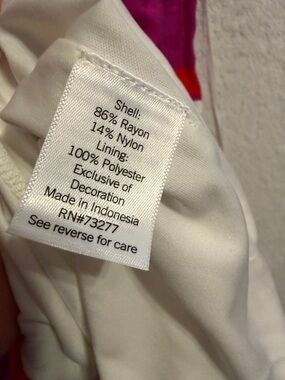 Shell:
86% Rayon
14% Nylon
Lining:
100% Polyester
Exclusive of
Decoration
Made in Indonesia
RN#73277
See reverse for care